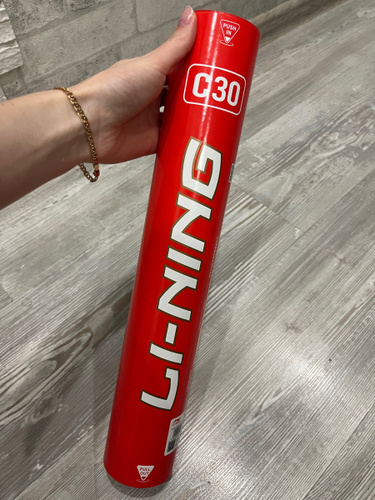 PUSH
IN
C30
LI-NING
PULL
OUT